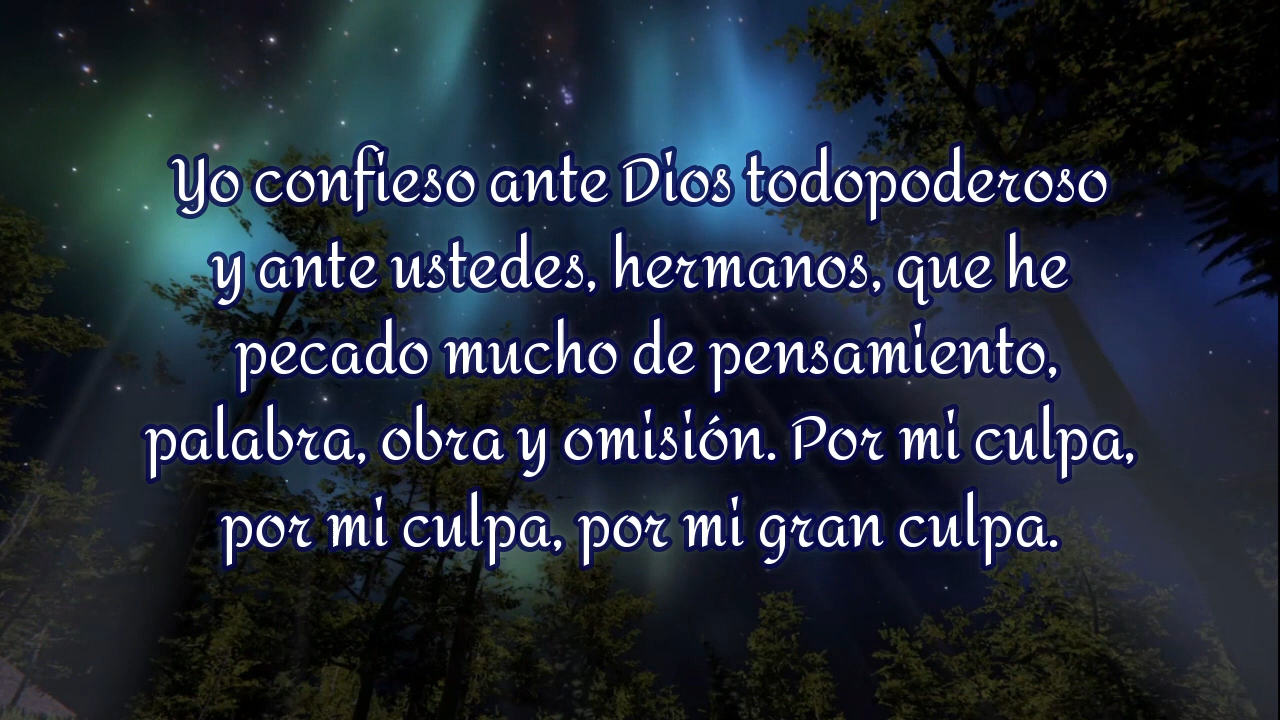 Yo confieso ante Dios todopoderoso
y ante ustedes, hermanos, que he
pecado mucho de pensamiento,
palabra, obra y omisión. Por mi culpa,
por mi culpa, por mi gran culpa.